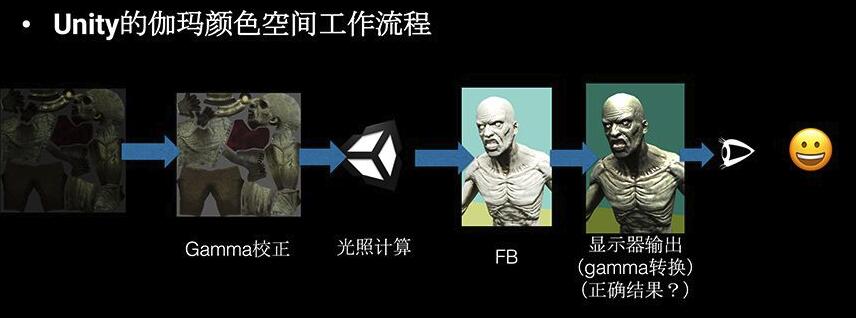 • Unity的伽玛颜色空间工作流程
Gamma校正
光照计算
FB
显示器输出
(gamma转换)
(正确结果？)